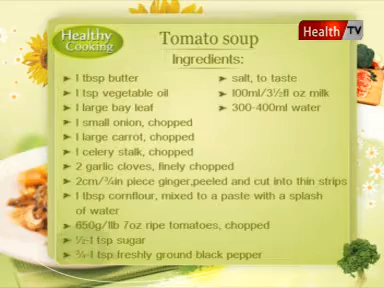 Healthy
Cooking
Health TV
Tomato soup
Ingredients:
1 tbsp butter
1 tsp vegetable oil
1 large bay leaf
1 small onion, chopped
1 large carrot, chopped
1 celery stalk, chopped
2 garlic cloves, finely chopped
2cm/¾in piece ginger,peeled and cut into thin strips
1 tbsp cornflour, mixed to a paste with a splash
of water
650g/1lb 7oz ripe tomatoes, chopped
½-1 tsp sugar
¾-1 tsp freshly ground black pepper
salt, to taste
100ml/3½fl oz milk
300-400ml water